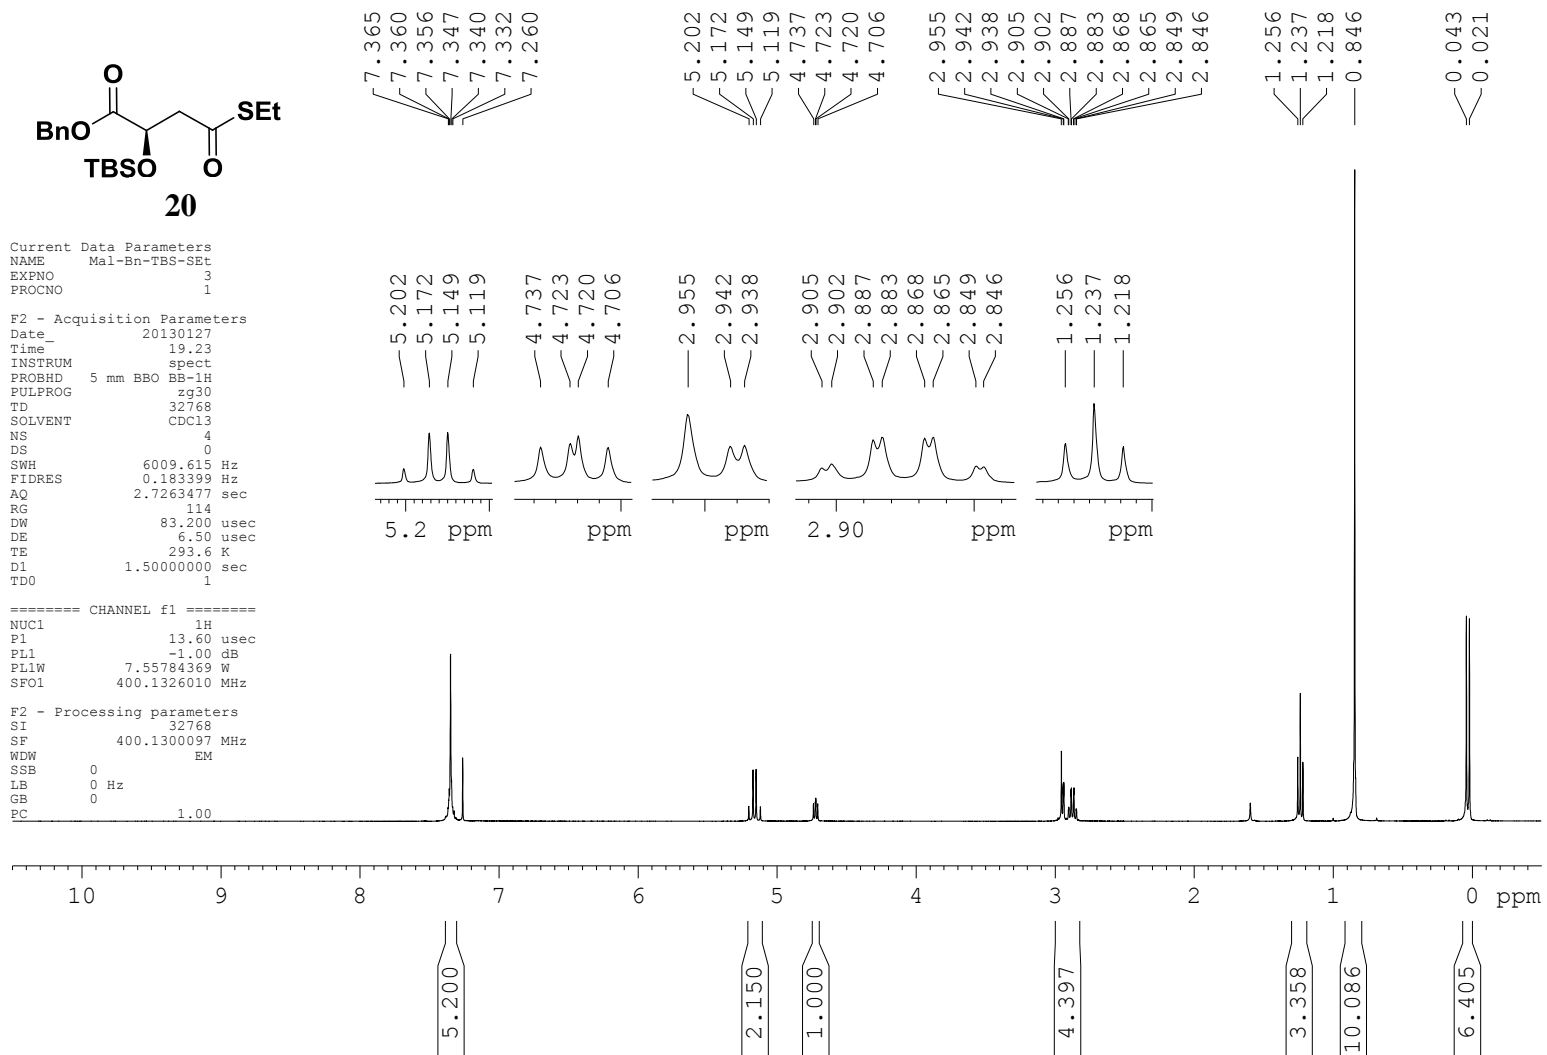 7.365
7.360
7.356
7.347
7.340
7.332
7.260
5.202
5.172
5.149
5.119
4.737
4.723
4.720
4.706
2.955
2.942
2.938
2.905
2.902
2.887
2.883
2.868
2.865
2.849
2.846
1.256
1.237
1.218
0.846
0.043
0.021
O
BnO
SEt
TBSO
O
20
Current Data Parameters
NAME Mal-Bn-TBS-SEt
EXPNO 3
PROCNO 1
F2 - Acquisition Parameters
Date_ 20130127
Time 19.23
INSTRUM spect
PROBHD 5 mm BBO BB-1H
PULPROG zg30
TD 32768
SOLVENT CDCl3
NS 4
DS 0
SWH 6009.615 Hz
FIDRES 0.183399 Hz
AQ 2.7263477 sec
RG 114
DW 83.200 usec
DE 6.50 usec
TE 293.6 K
D1 1.50000000 sec
TD0 1
======== CHANNEL f1 ========
NUC1 1H
P1 13.60 usec
PL1 -1.00 dB
PL1W 7.55784369 W
SFO1 400.1326010 MHz
F2 - Processing parameters
SI 32768
SF 400.1300097 MHz
WDW EM
SSB 0
LB 0 Hz
GB 0
PC 1.00
5.202
5.172
5.149
5.119
4.737
4.723
4.720
4.706
2.955
2.942
2.938
2.905
2.902
2.887
2.883
2.868
2.865
2.849
2.846
1.256
1.237
1.218
5.2 ppm
ppm
ppm
2.90 ppm
ppm
10 9 8 7 6 5 4 3 2 1 0 ppm
5.200
2.150
1.000
4.397
3.358
10.086
6.405